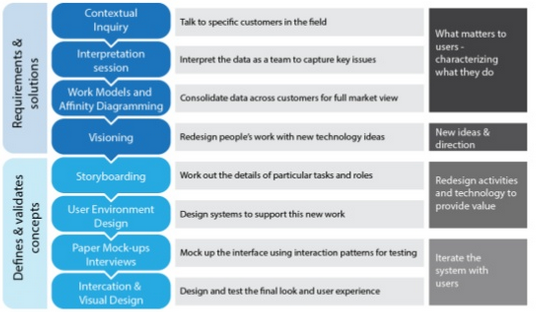 Requirements &
solutions
Contextual
Inquiry
Talk to specific customers in the field
What matters to
users -
characterizing
what they do
Interpretation
session
Interpret the data as a team to capture key issues
Work Models and
Affinity Diagramming
Consolidate data across customers for full market view
Visioning
Redesign people's work with new technology ideas
New ideas &
direction
Defines & validates
concepts
Storyboarding
Work out the details of particular tasks and roles
Redesign activities
and technology to
provide value
User Environment
Design
Design systems to support this new work
Paper Mock-ups
Interviews
Mock up the interface using interaction patterns for testing
Iterate the
system with
users
Intercation &
Visual Design
Design and test the final look and user experience